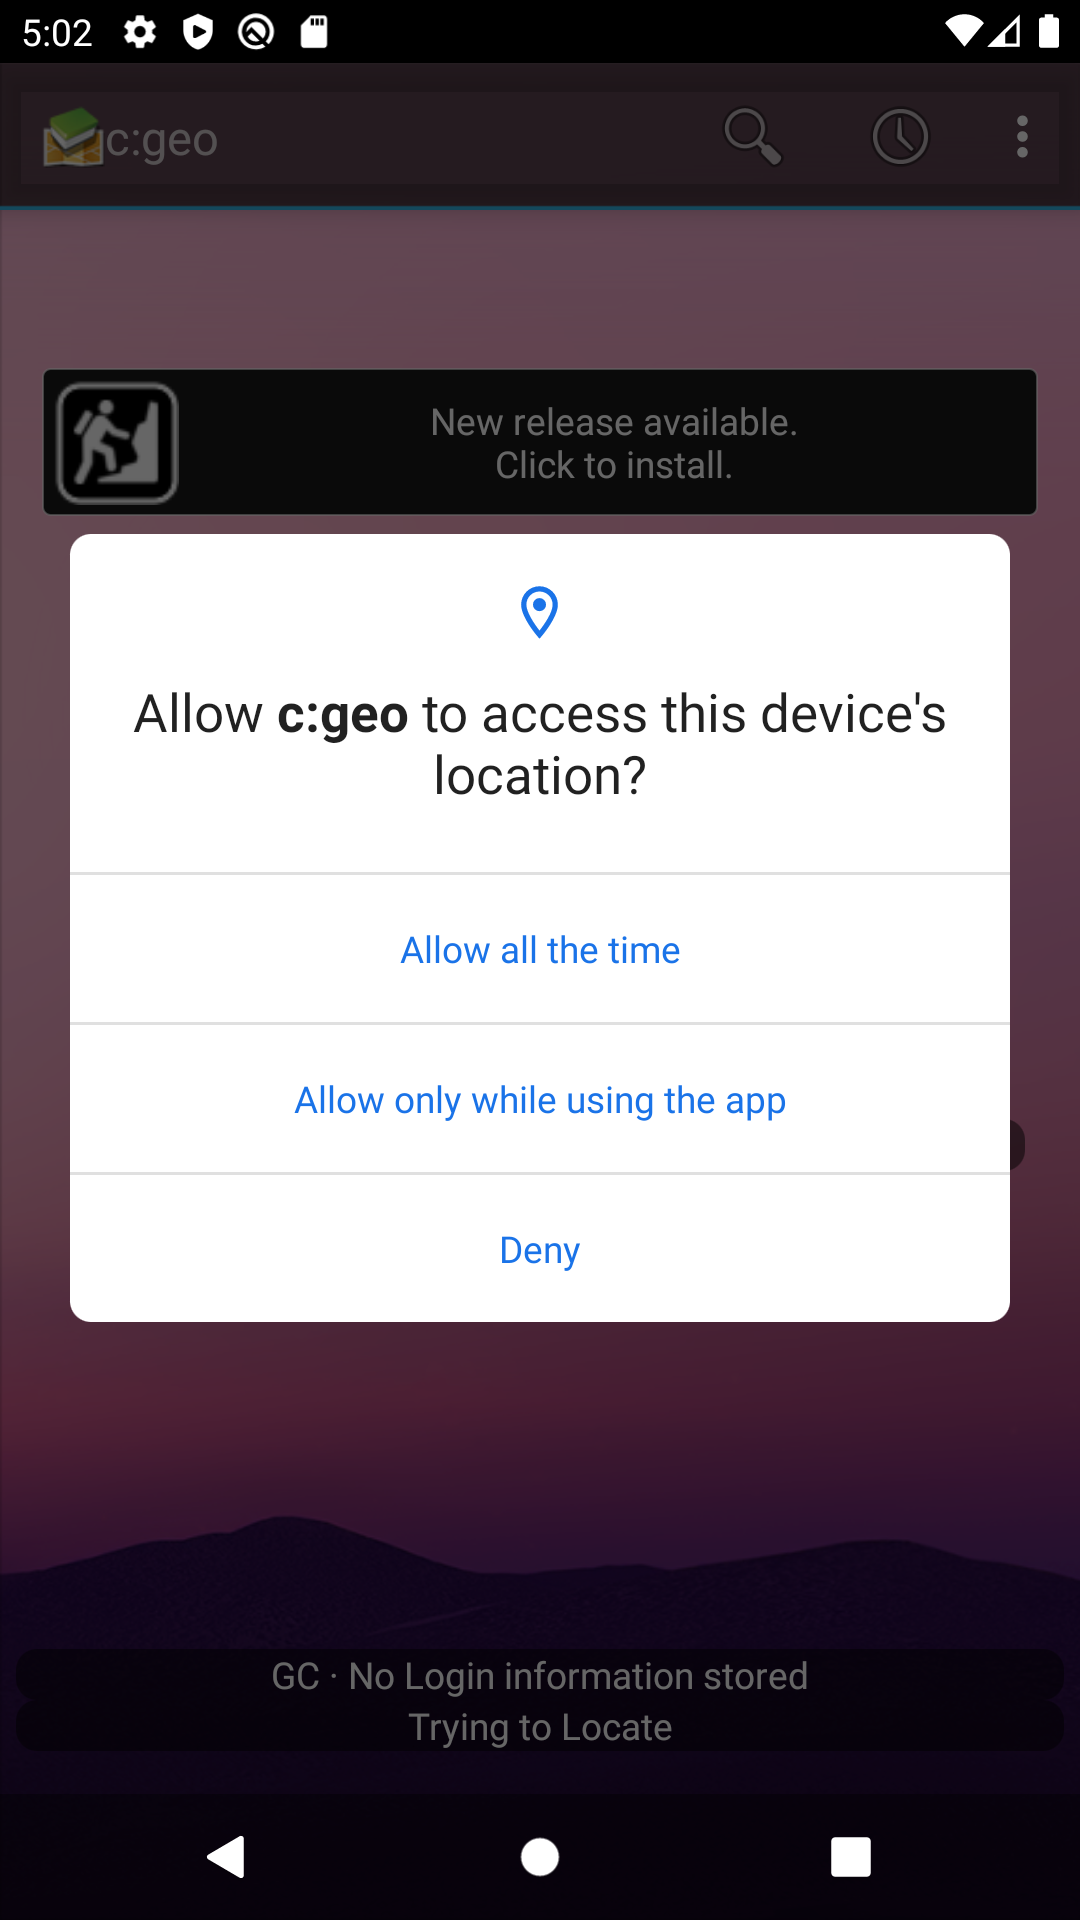 5:02
c:geo
New release available.
Click to install.
Allow c:geo to access this device's
location?
Allow all the time
Allow only while using the app
Deny
GC · No Login information stored
Trying to Locate